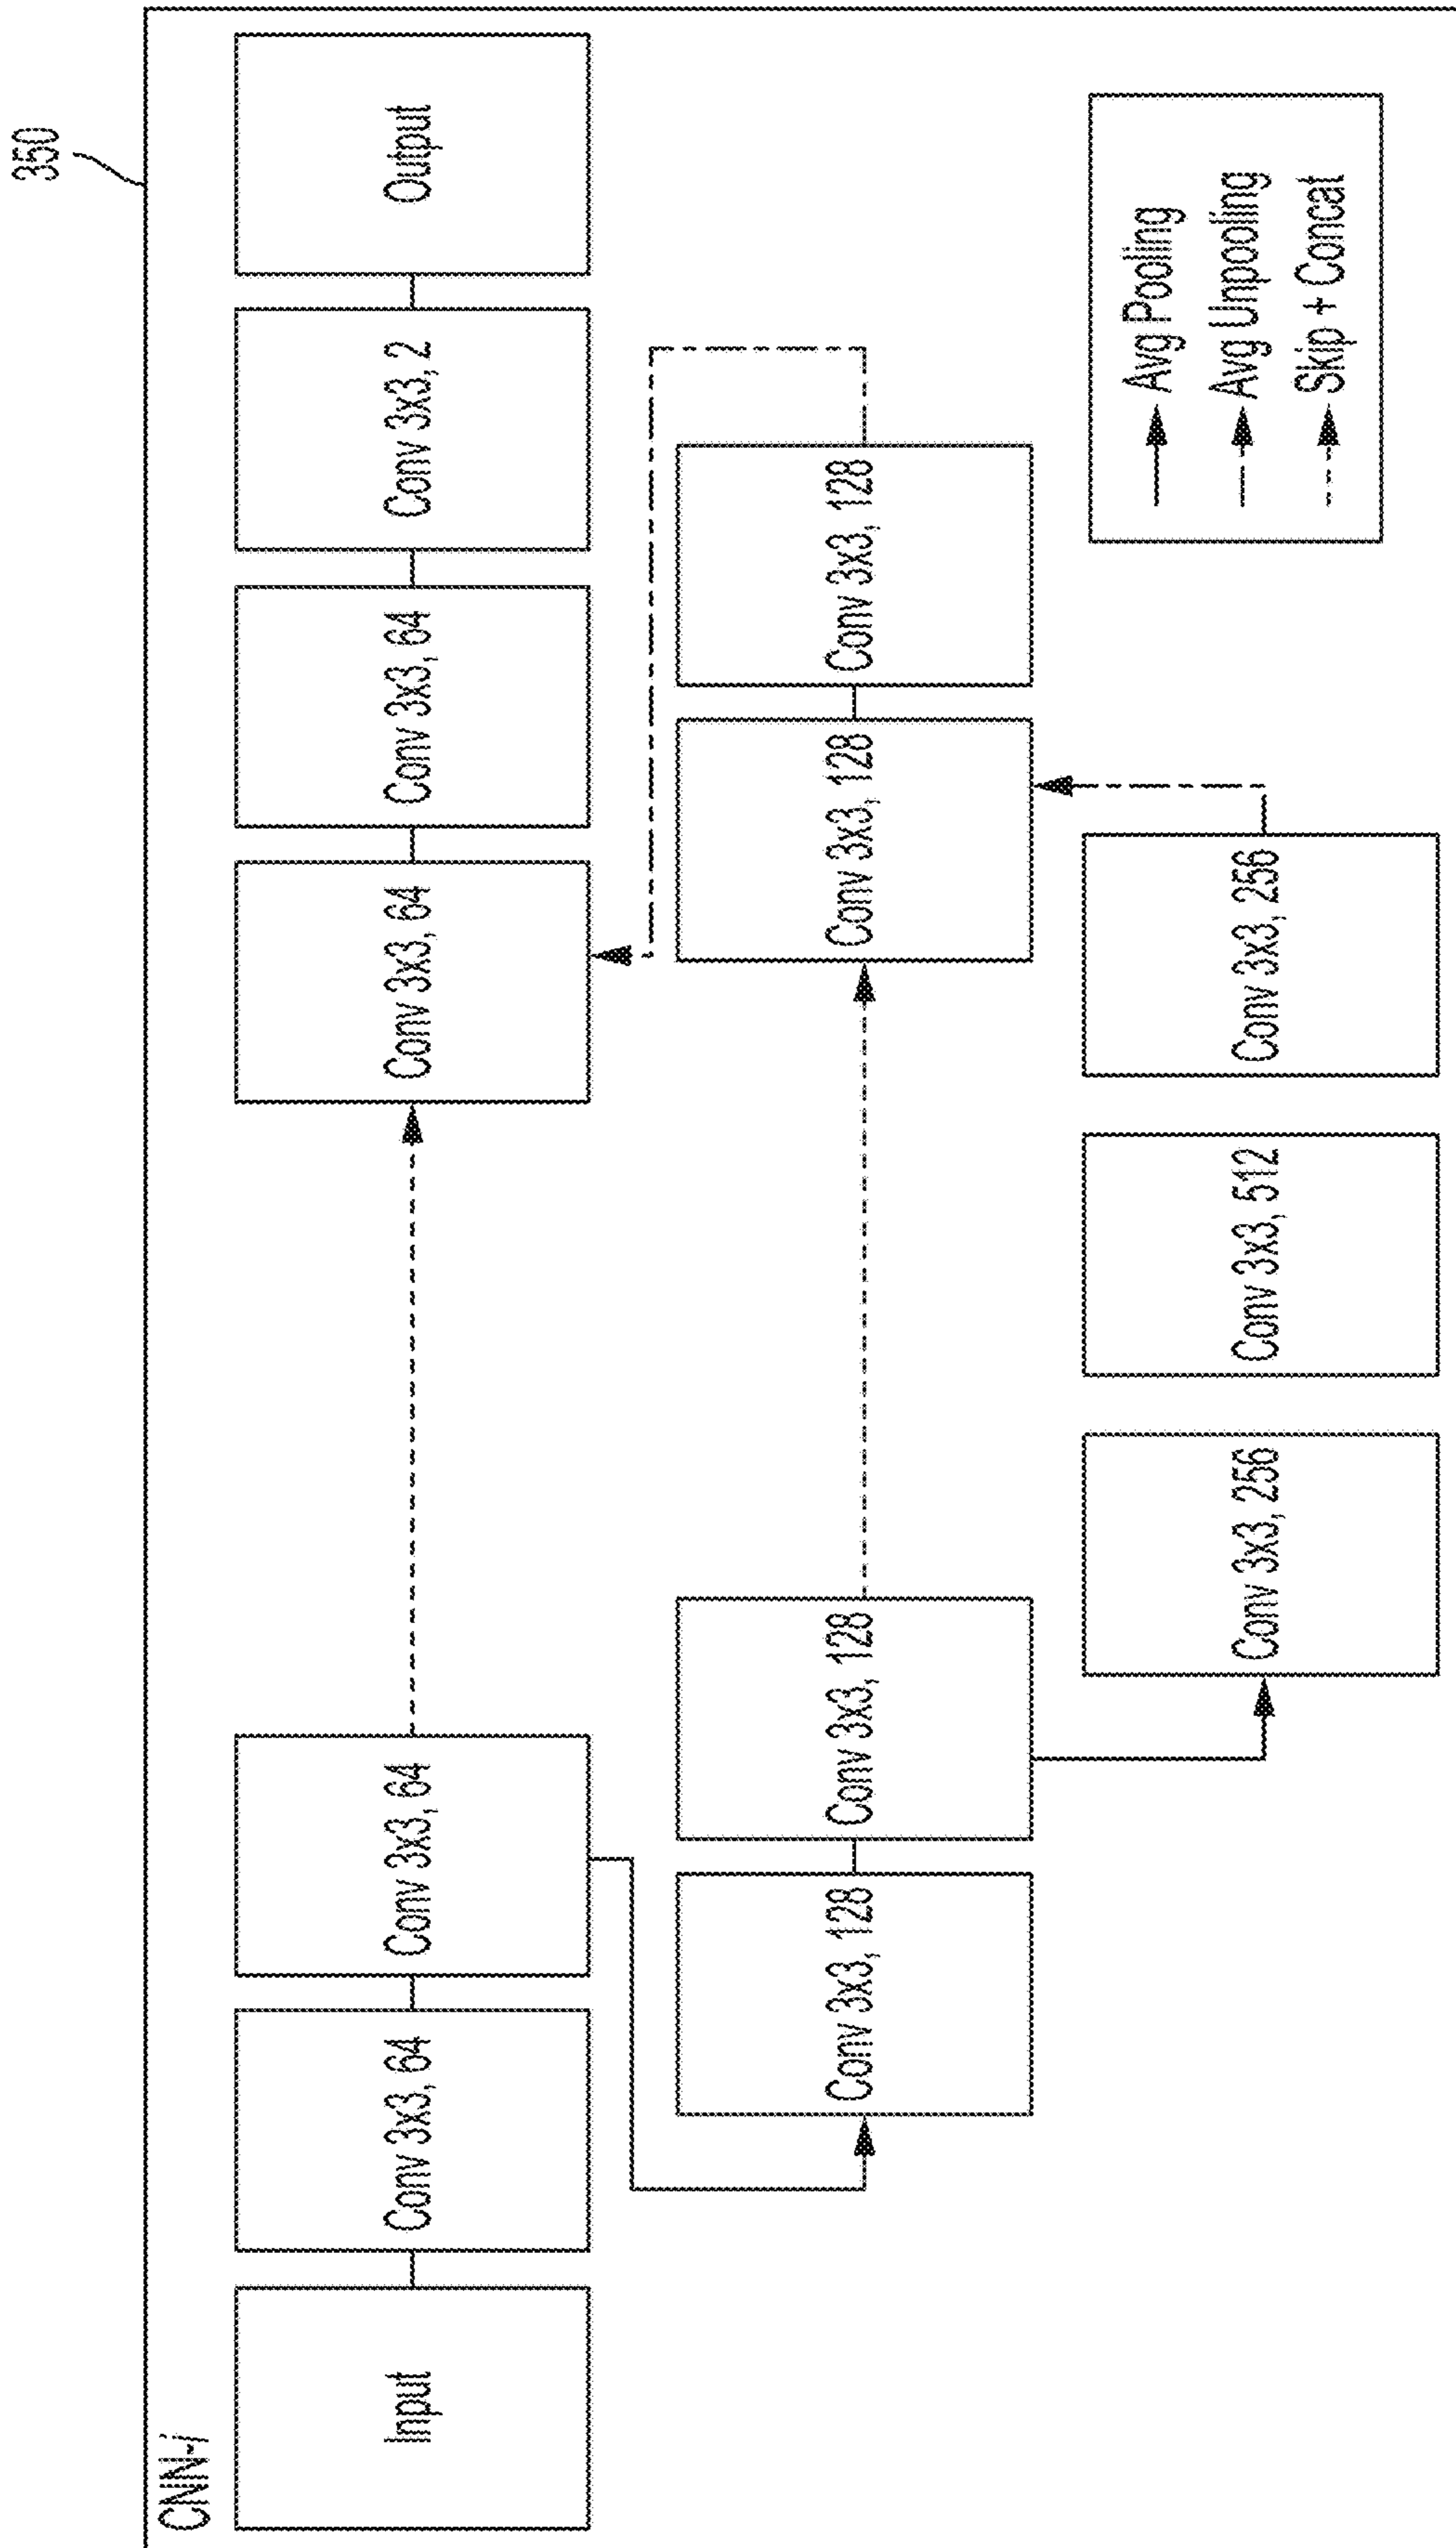 350
CNN-i
Input
Conv 3x3, 64
Conv 3x3, 64
Conv 3x3, 64
Conv 3x3, 64
Conv 3x3, 2
Output
Conv 3x3, 128
Conv 3x3, 128
Conv 3x3, 128
Conv 3x3, 128
Conv 3x3, 256
Conv 3x3, 512
Conv 3x3, 256
Avg Pooling
Avg Unpooling
Skip + Concat